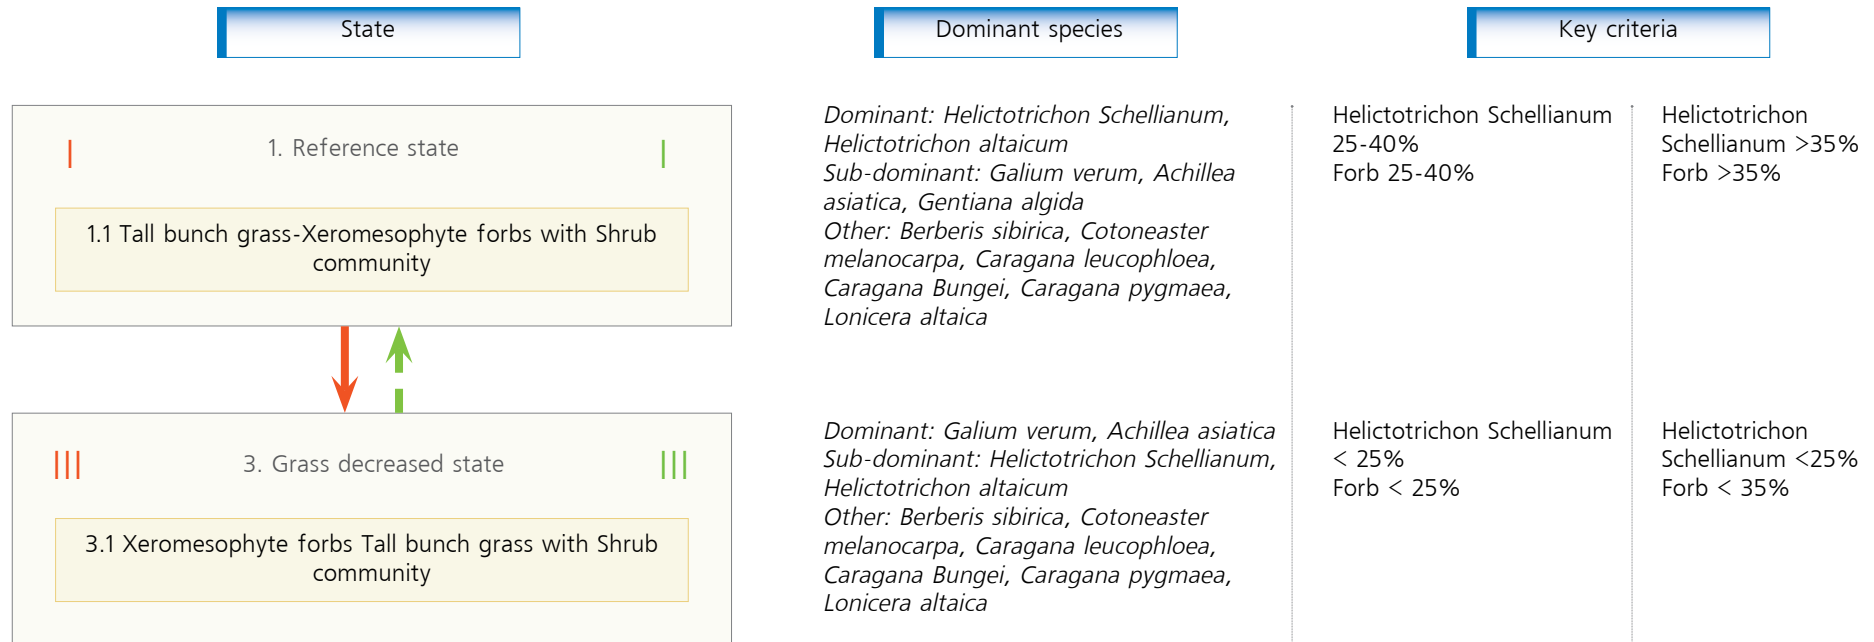 State
Dominant species
Key criteria
1. Reference state
1.1 Tall bunch grass-Xeromesophyte forbs with Shrub
community
Dominant: Helictotrichon Schellianum,
Helictotrichon altaicum
Sub-dominant: Galium verum, Achillea
asiatica, Gentiana algida
Other: Berberis sibirica, Cotoneaster
melanocarpa, Caragana leucophloea,
Caragana Bungei, Caragana pygmaea,
Lonicera altaica
Helictotrichon Schellianum
25-40%
Forb 25-40%
Helictotrichon
Schellianum >35%
Forb >35%
3. Grass decreased state
3.1 Xeromesophyte forbs Tall bunch grass with Shrub
community
Dominant: Galium verum, Achillea asiatica
Sub-dominant: Helictotrichon Schellianum,
Helictotrichon altaicum
Other: Berberis sibirica, Cotoneaster
melanocarpa, Caragana leucophloea,
Caragana Bungei, Caragana pygmaea,
Lonicera altaica
Helictotrichon Schellianum
< 25%
Forb < 25%
Helictotrichon
Schellianum <25%
Forb < 35%